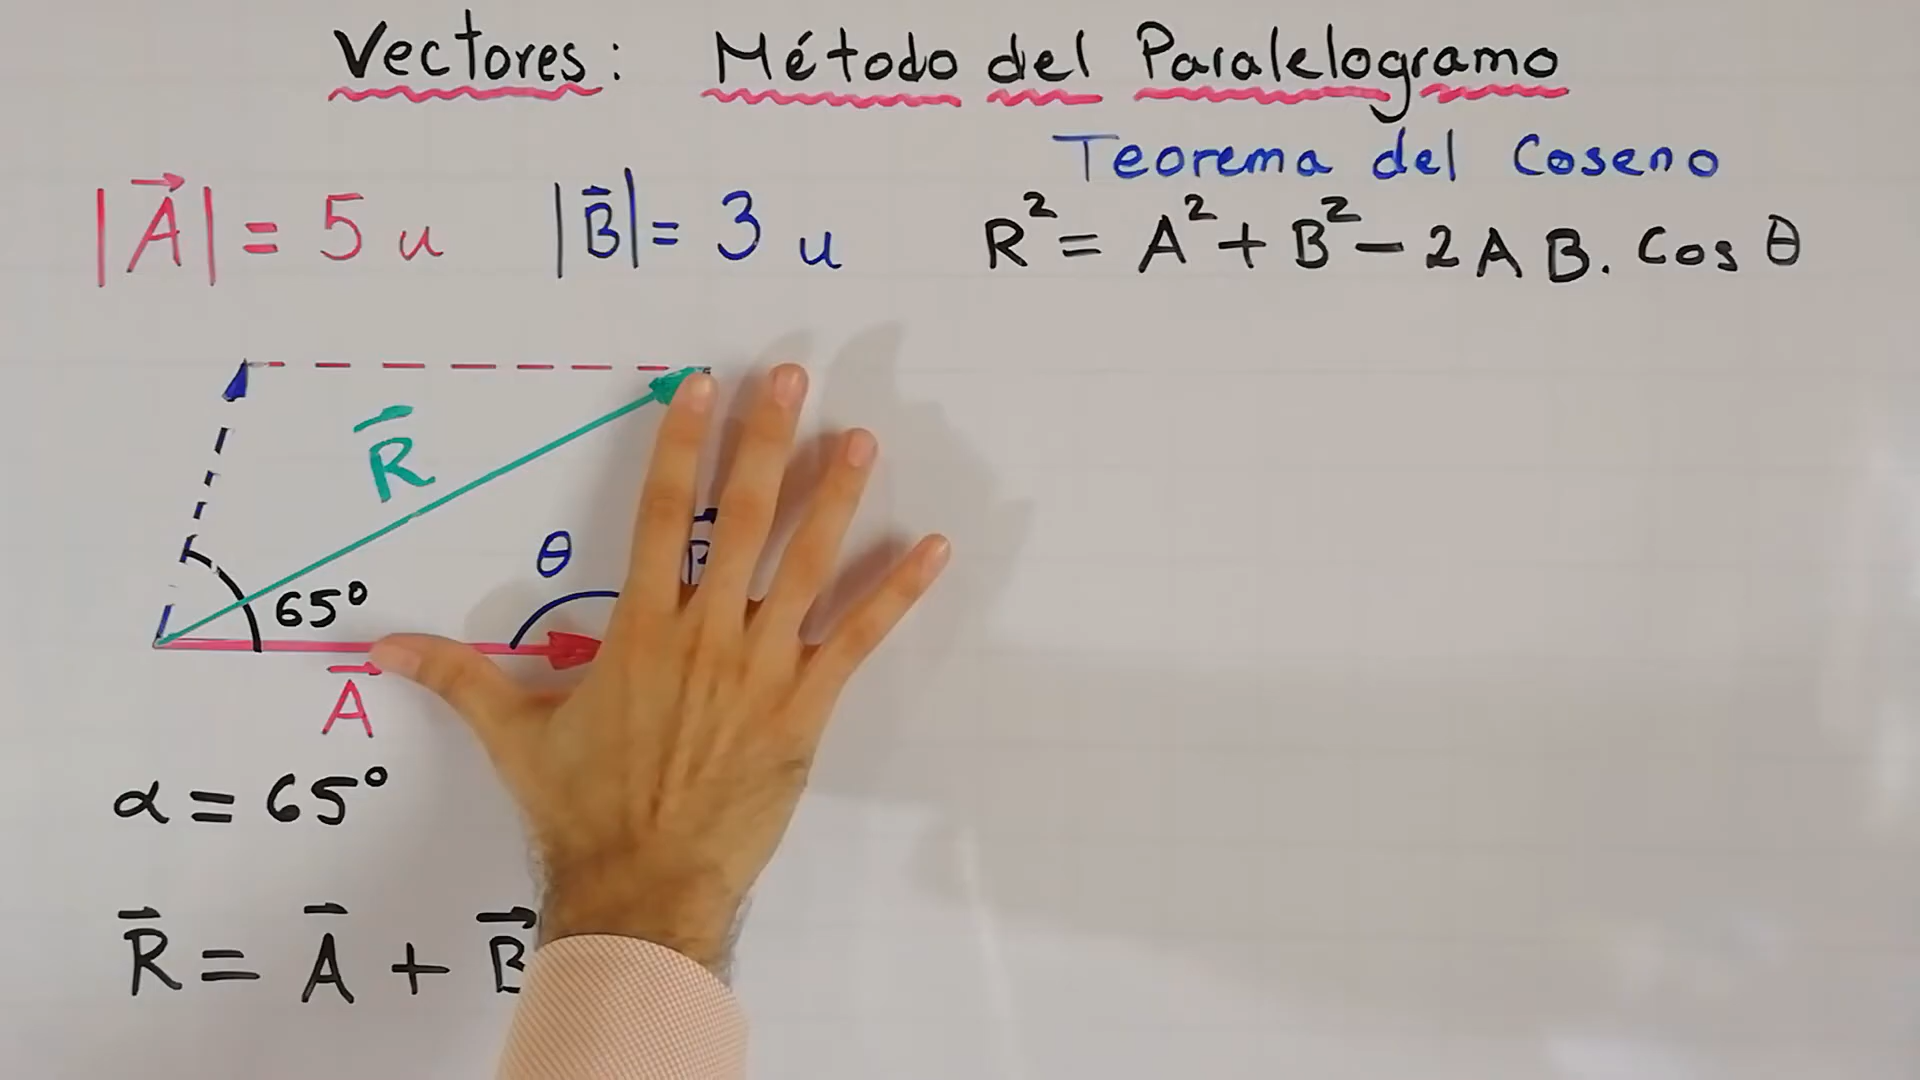 Vectores: Método del Paralelogramo
Teorema del Coseno
|A⃗| = 5 u |B⃗| = 3 u R² = A² + B² - 2 A B. Cos θ
R⃗
θ
65°
A⃗
α = 65°
R⃗ = A⃗ + B⃗